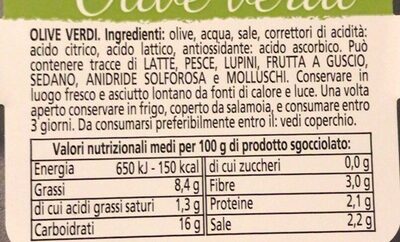 Olive verdi
OLIVE VERDI. Ingredienti: olive, acqua, sale, correttori di acidità:
acido citrico, acido lattico, antiossidante: acido ascorbico. Può
contenere tracce di LATTE, PESCE, LUPINI, FRUTTA A GUSCIO,
SEDANO, ANIDRIDE SOLFOROSA e MOLLUSCHI. Conservare in
luogo fresco e asciutto lontano da fonti di calore e luce. Una volta
aperto conservare in frigo, coperto da salamoia, e consumare entro
3 giorni. Da consumarsi preferibilmente entro il: vedi coperchio.
Valori nutrizionali medi per 100 g di prodotto sgocciolato:
Energia 650 kJ - 150 kcal di cui zuccheri 0,0 g
Grassi 8,4 g Fibre 3,0 g
di cui acidi grassi saturi 1,3 g Proteine 2,1 g
Carboidrati 16 g Sale 2,2 g